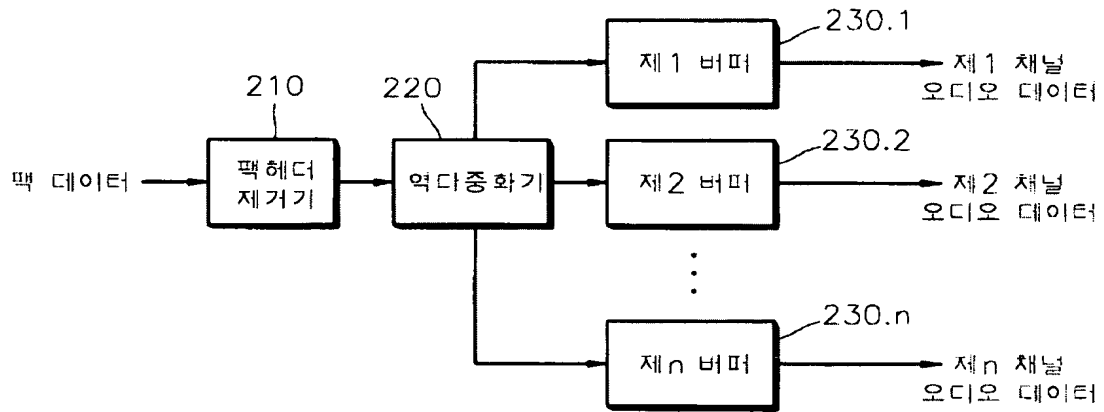 230.1
제1 버퍼
제1 채널
오디오 데이터
210
220
230.2
팩 데이터
팩헤더
제거기
역다중화기
제2 버퍼
제2 채널
오디오 데이터
230.n
제n 버퍼
제n 채널
오디오 데이터